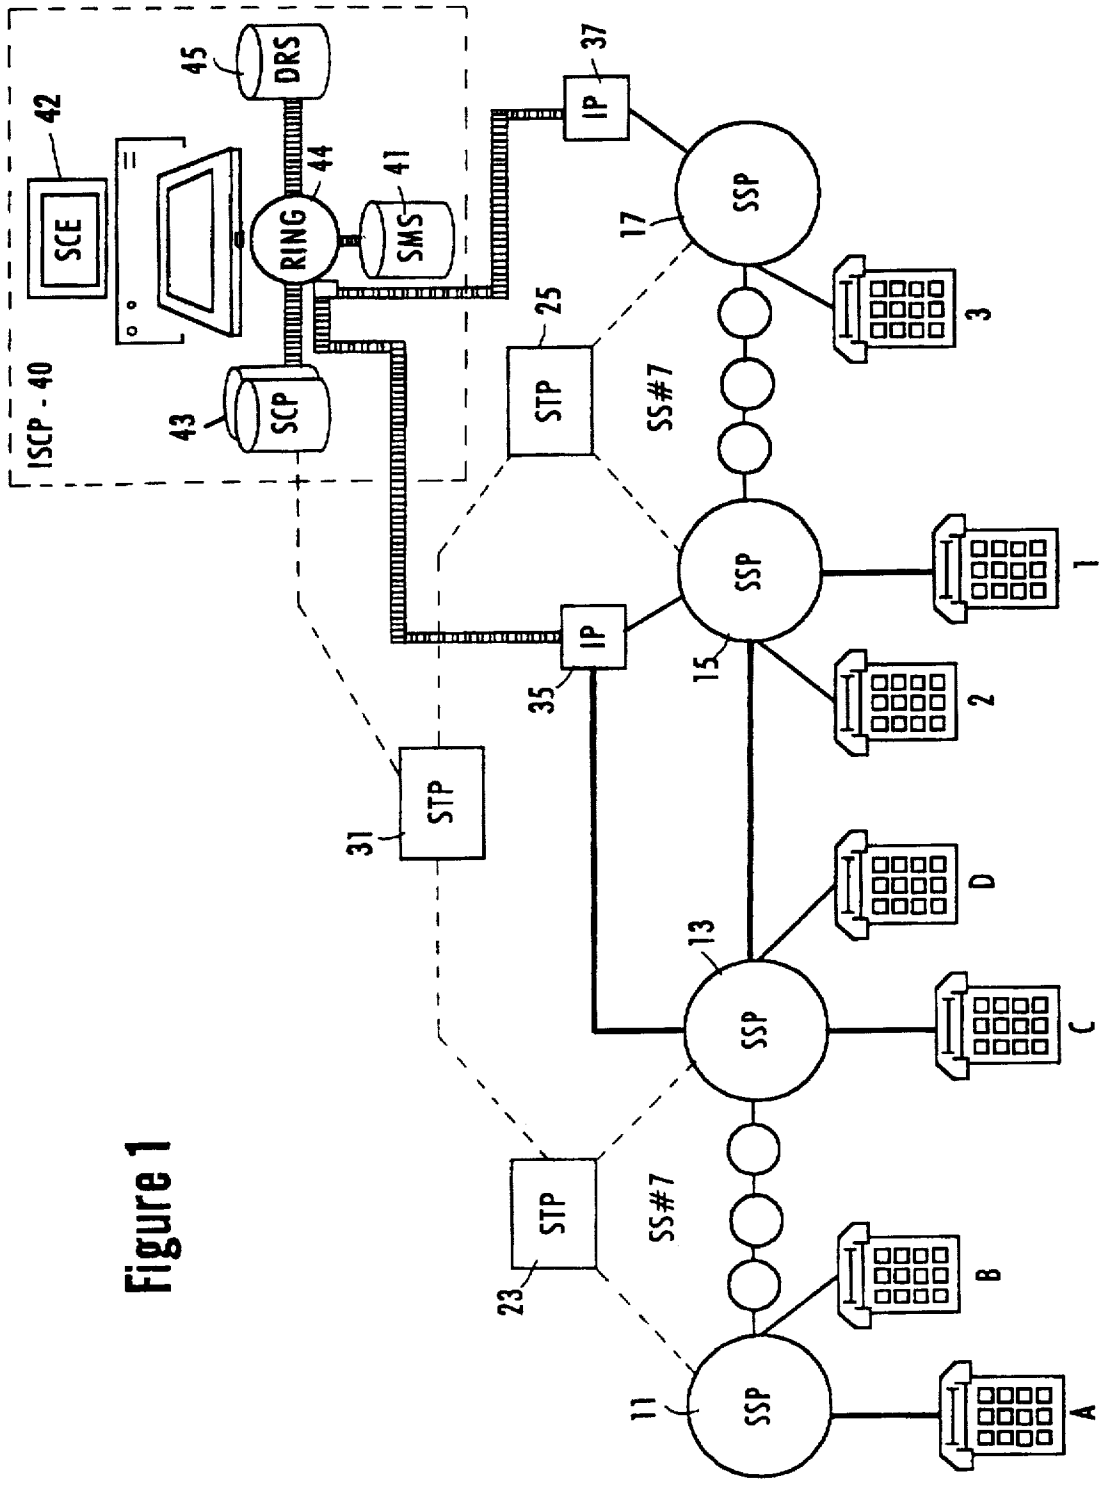 Figure 1
ISCP - 40
SCE
42
43
SCP
RING
44
DRS
45
SMS
41
31
STP
25
STP
23
STP
SS#7
SS#7
35
IP
IP
37
11
SSP
13
SSP
15
SSP
17
SSP
A
B
C
D
2
1
3